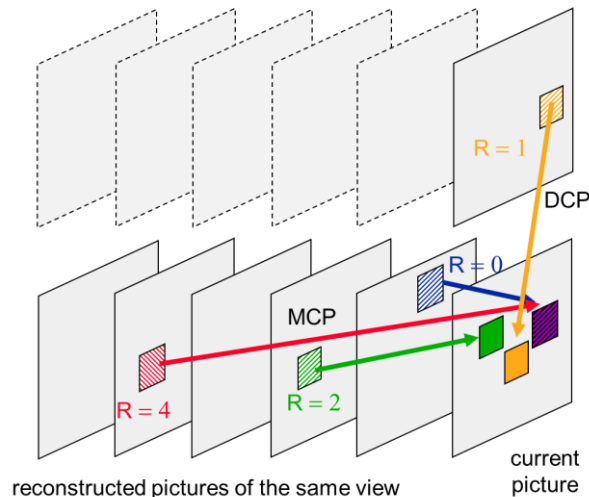 R = 1
DCP
R = 0
MCP
R = 4
R = 2
current
picture
reconstructed pictures of the same view